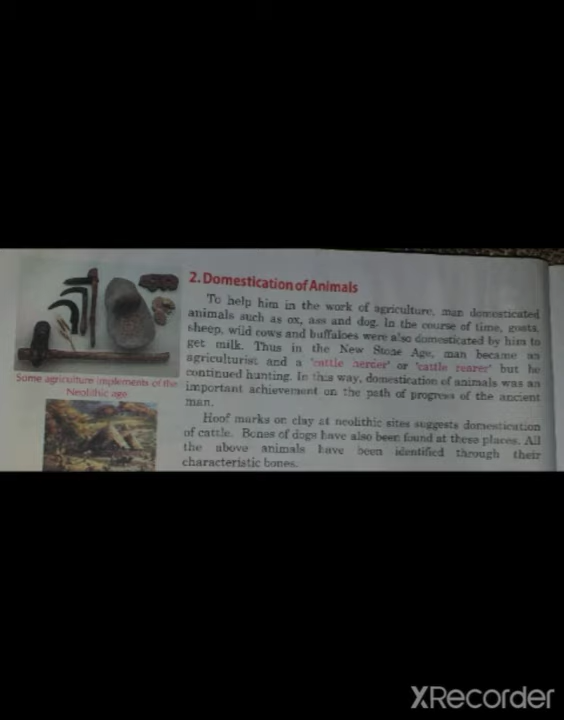 2. Domestication of Animals
To help him in the work of agriculture, man domesticated
animals such as ox, ass and dog. In the course of time, goats,
sheep, wild cows and buffaloes were also domesticated by him to
get milk. Thus in the New Stone Age, man became an
agriculturist and a 'cattle herder' or 'cattle rearer' but he
continued hunting. In this way, domestication of animals was an
important achievement on the path of progress of the ancient
man.
Hoof marks on clay at neolithic sites suggests domestication
of cattle. Bones of dogs have also been found at these places. All
the above animals have been identified through their
characteristic bones.
Some agriculture implements of the
Neolithic age
XRecorder